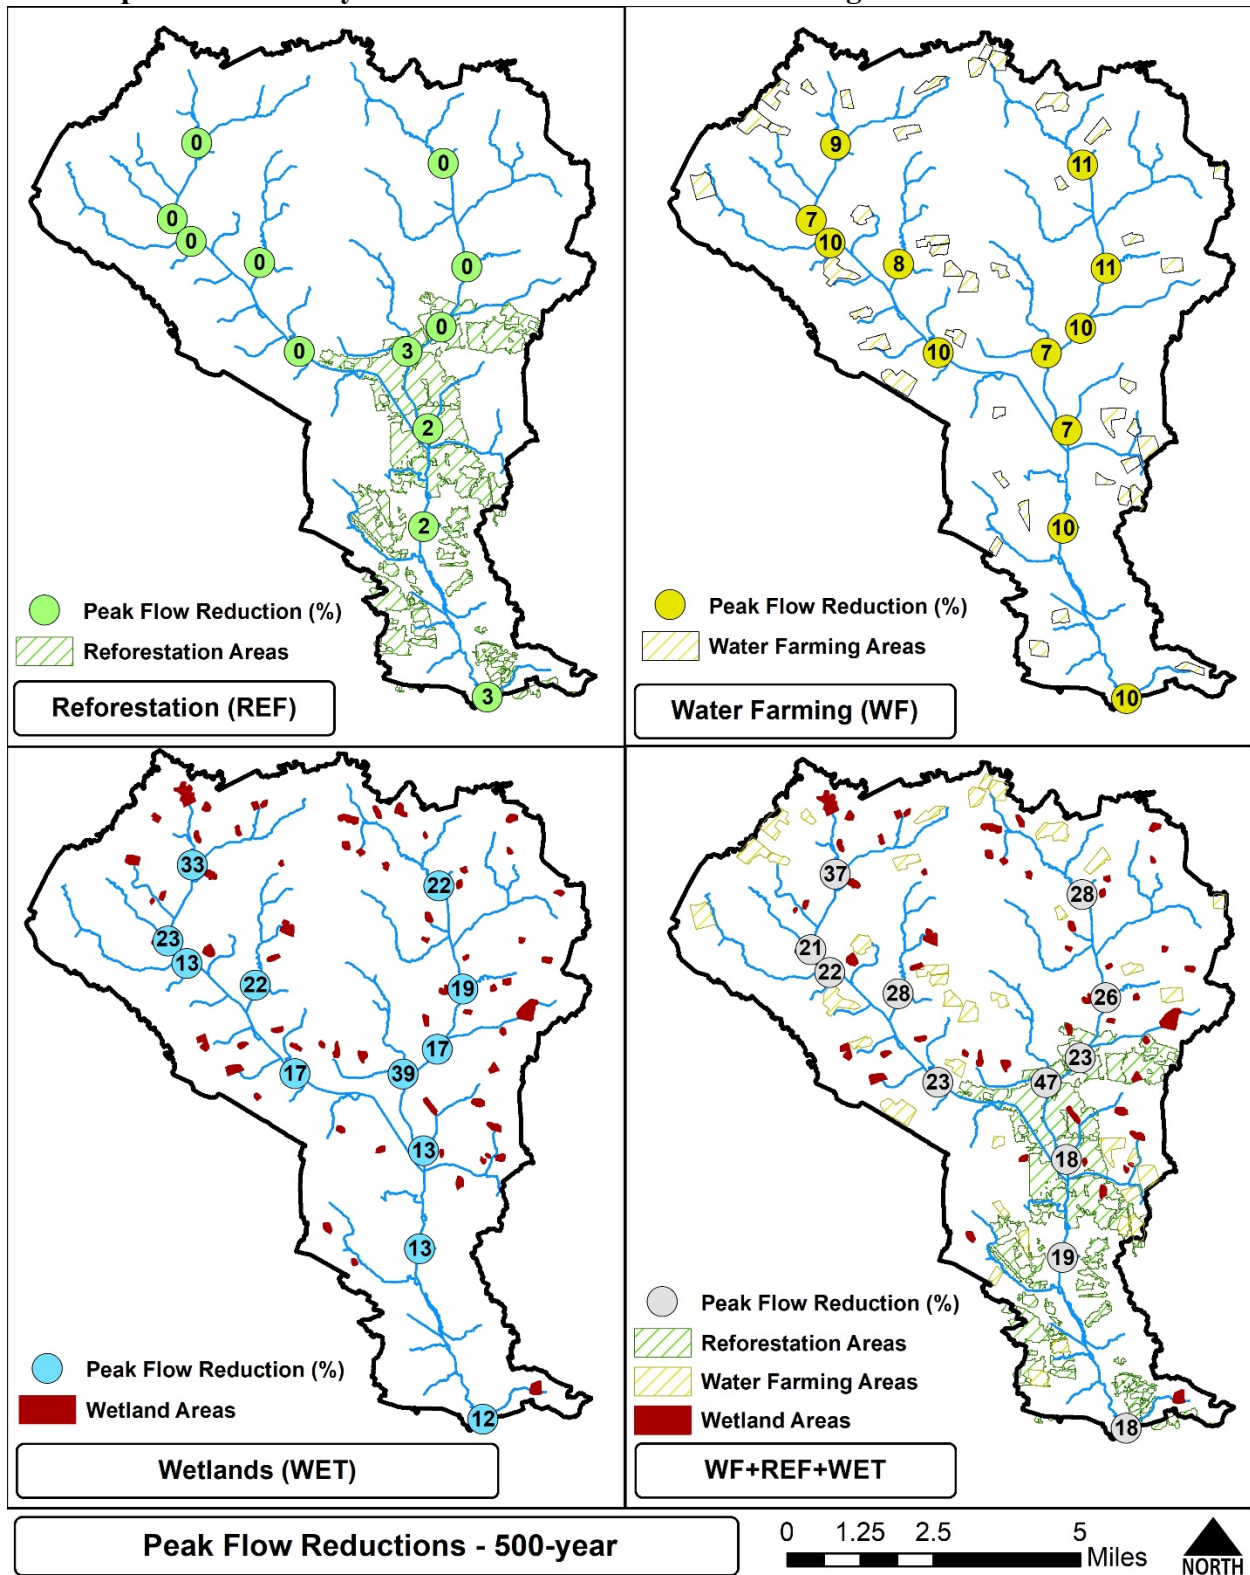 0
0
0
0
0
0
0
0
3
2
2
3
Peak Flow Reduction (%)
Reforestation Areas
Reforestation (REF)
9
11
7
10
8
11
10
10
7
7
10
10
Peak Flow Reduction (%)
Water Farming Areas
Water Farming (WF)
33
22
23
13
22
19
17
17
39
13
13
12
Peak Flow Reduction (%)
Wetland Areas
Wetlands (WET)
37
28
21
22
28
26
23
23
47
18
19
18
Peak Flow Reduction (%)
Reforestation Areas
Water Farming Areas
Wetland Areas
WF+REF+WET
Peak Flow Reductions - 500-year
0 1.25 2.5 5
Miles
NORTH